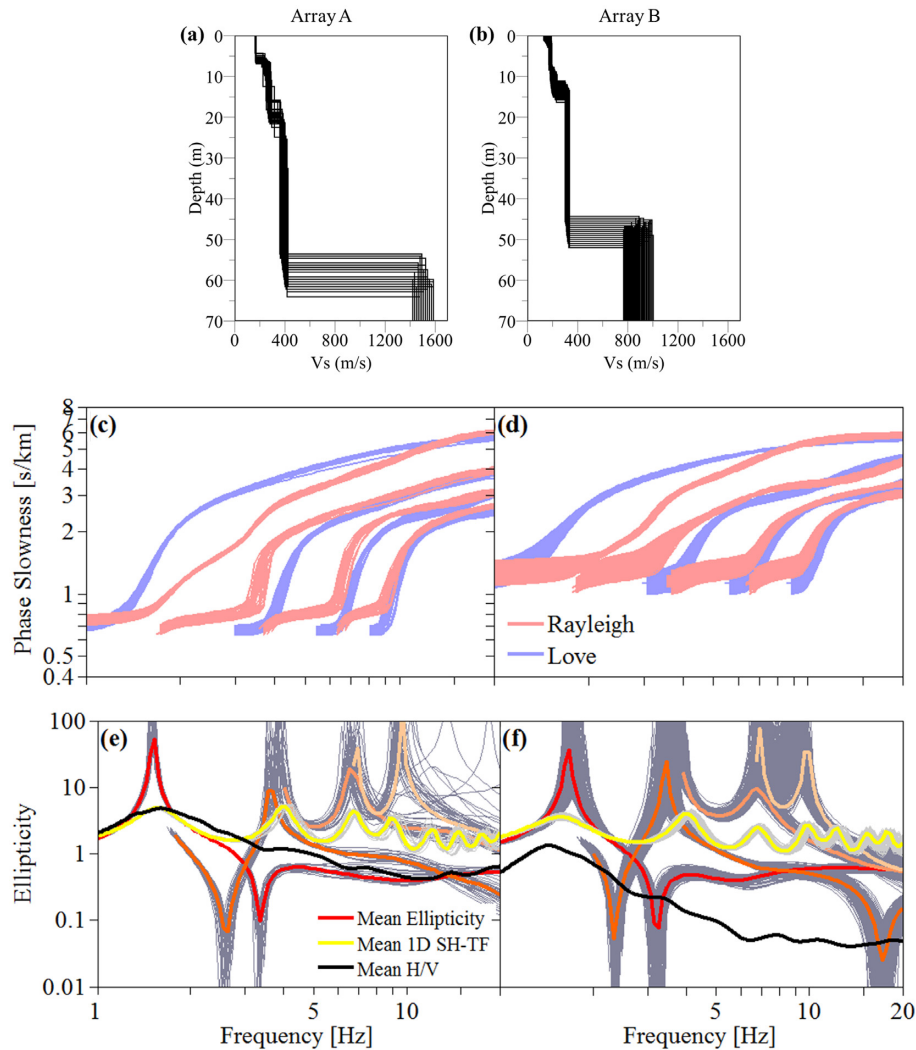 Array A
Array B
(a)
(b)
0
10
20
30
40
50
60
70
Depth (m)
0
400
800
1200
1600
Vs (m/s)
0
10
20
30
40
50
60
70
Depth (m)
0
400
800
1200
1600
Vs (m/s)
(c)
(d)
8
6
5
4
3
2
1
0.5
0.4
Phase Slowness [s/km]
Rayleigh
Love
(e)
(f)
100
10
1
0.1
0.01
Ellipticity
Mean Ellipticity
Mean 1D SH-TF
Mean H/V
1
5
10
Frequency [Hz]
5
10
20
Frequency [Hz]